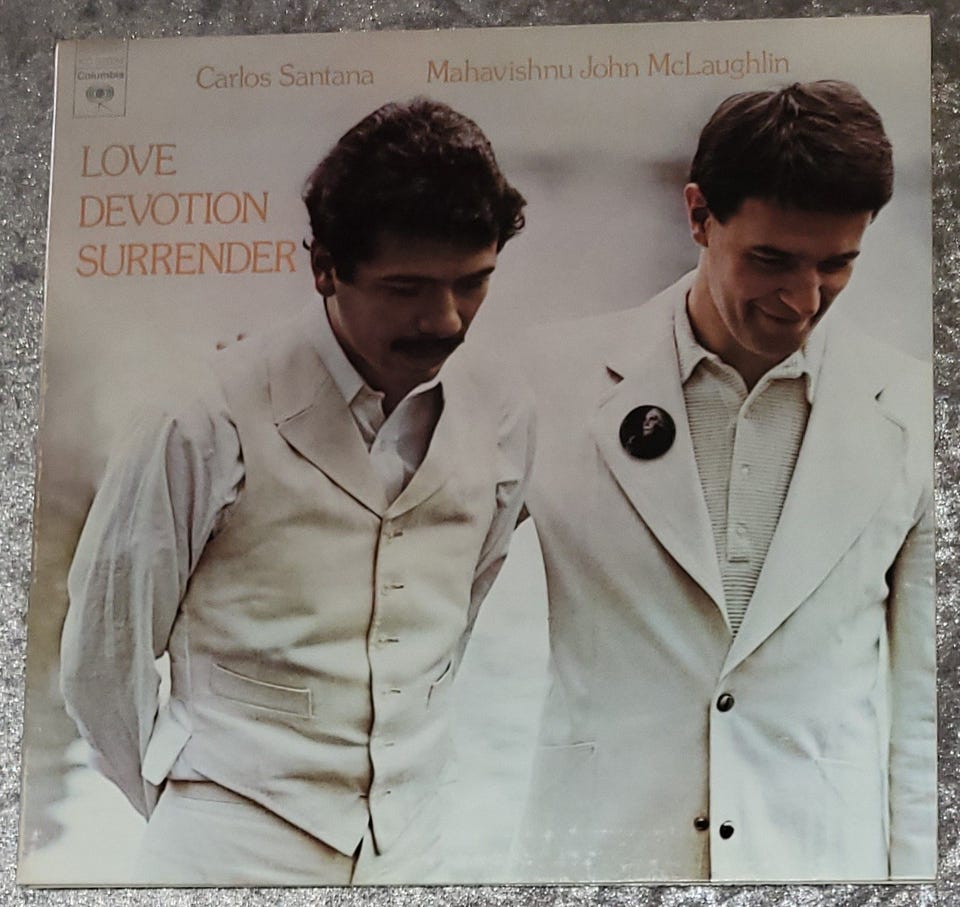 Columbia
Carlos Santana Mahavishnu John McLaughlin
LOVE
DEVOTION
SURRENDER